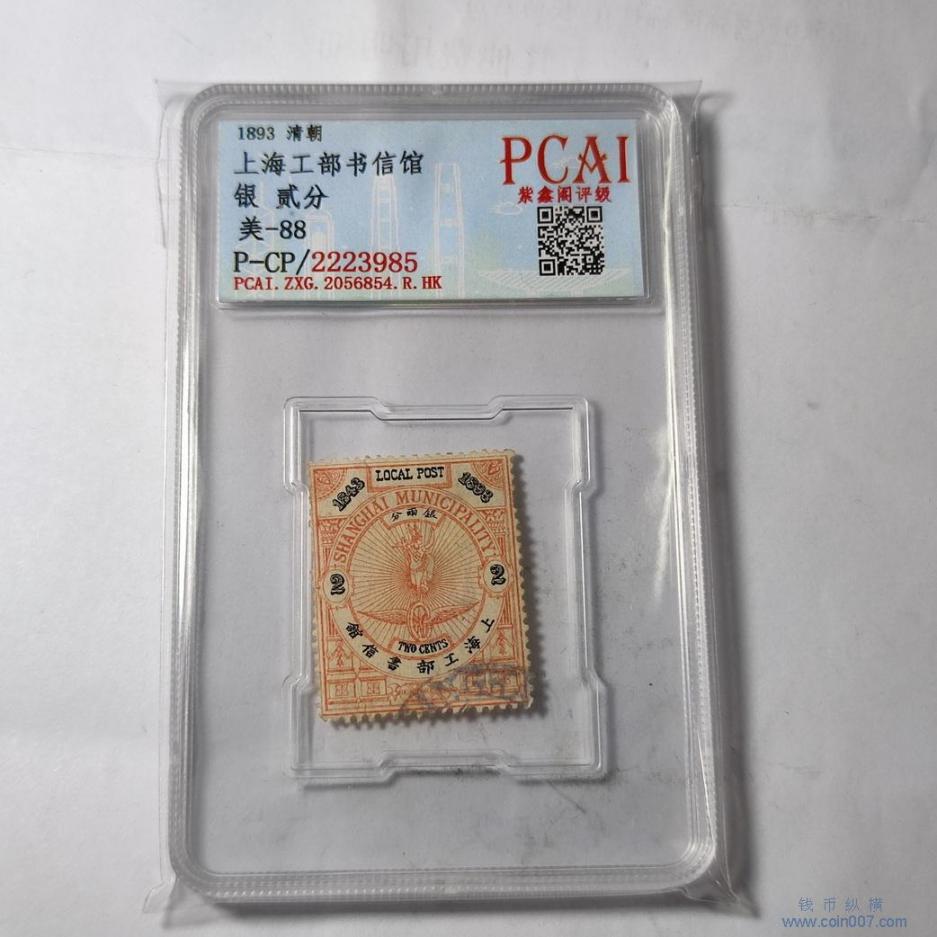 1893 清朝
上海工部书信馆
银 贰分
美-88
P-CP/2223985
PCAI.ZXG.2056854.R.HK
PCAI
紫鑫阁评级
LOCAL POST
1843
1893
SHANGHAI MUNICIPALITY
分兩銀
2
2
TWO CENTS
上海工部書信館
钱币纵横
www.coin007.com